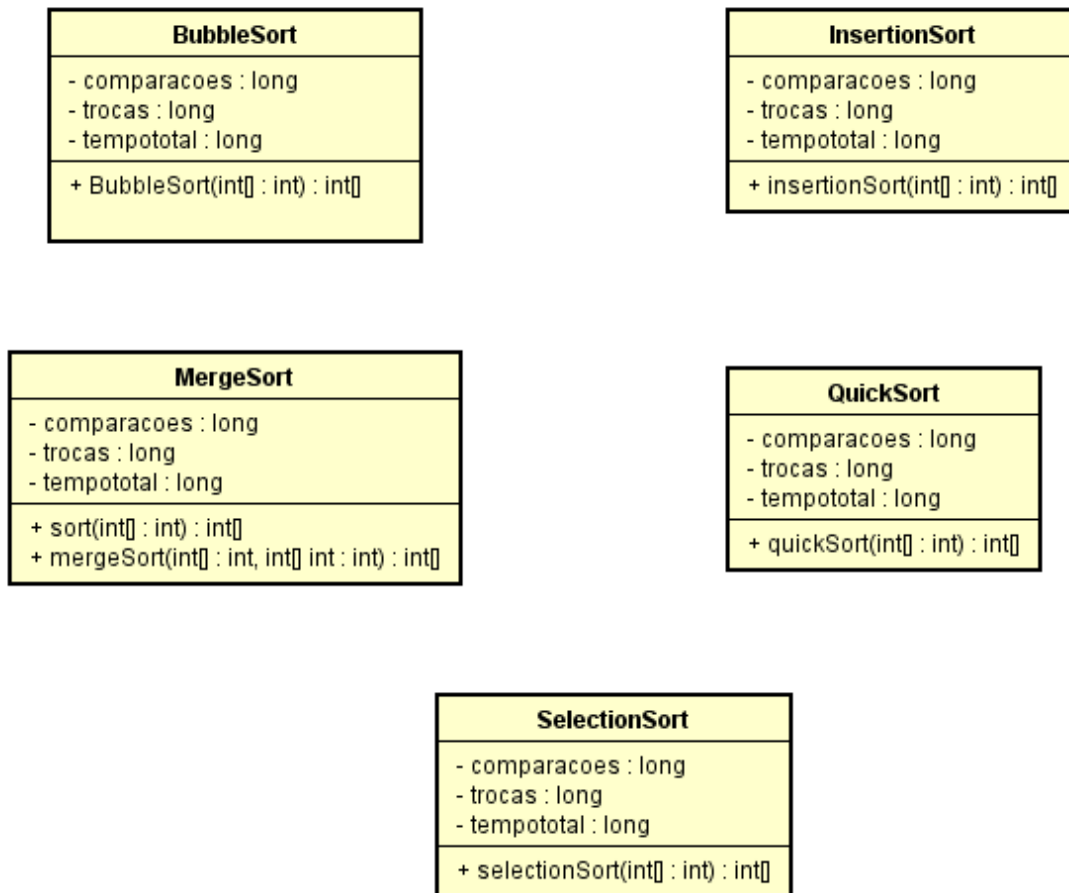 BubbleSort
- comparacoes : long
- trocas : long
- tempototal : long
+ BubbleSort(int[] : int) : int[]
InsertionSort
- comparacoes : long
- trocas : long
- tempototal : long
+ insertionSort(int[] : int) : int[]
MergeSort
- comparacoes : long
- trocas : long
- tempototal : long
+ sort(int[] : int) : int[]
+ mergeSort(int[] : int, int[] int : int) : int[]
QuickSort
- comparacoes : long
- trocas : long
- tempototal : long
+ quickSort(int[] : int) : int[]
SelectionSort
- comparacoes : long
- trocas : long
- tempototal : long
+ selectionSort(int[] : int) : int[]